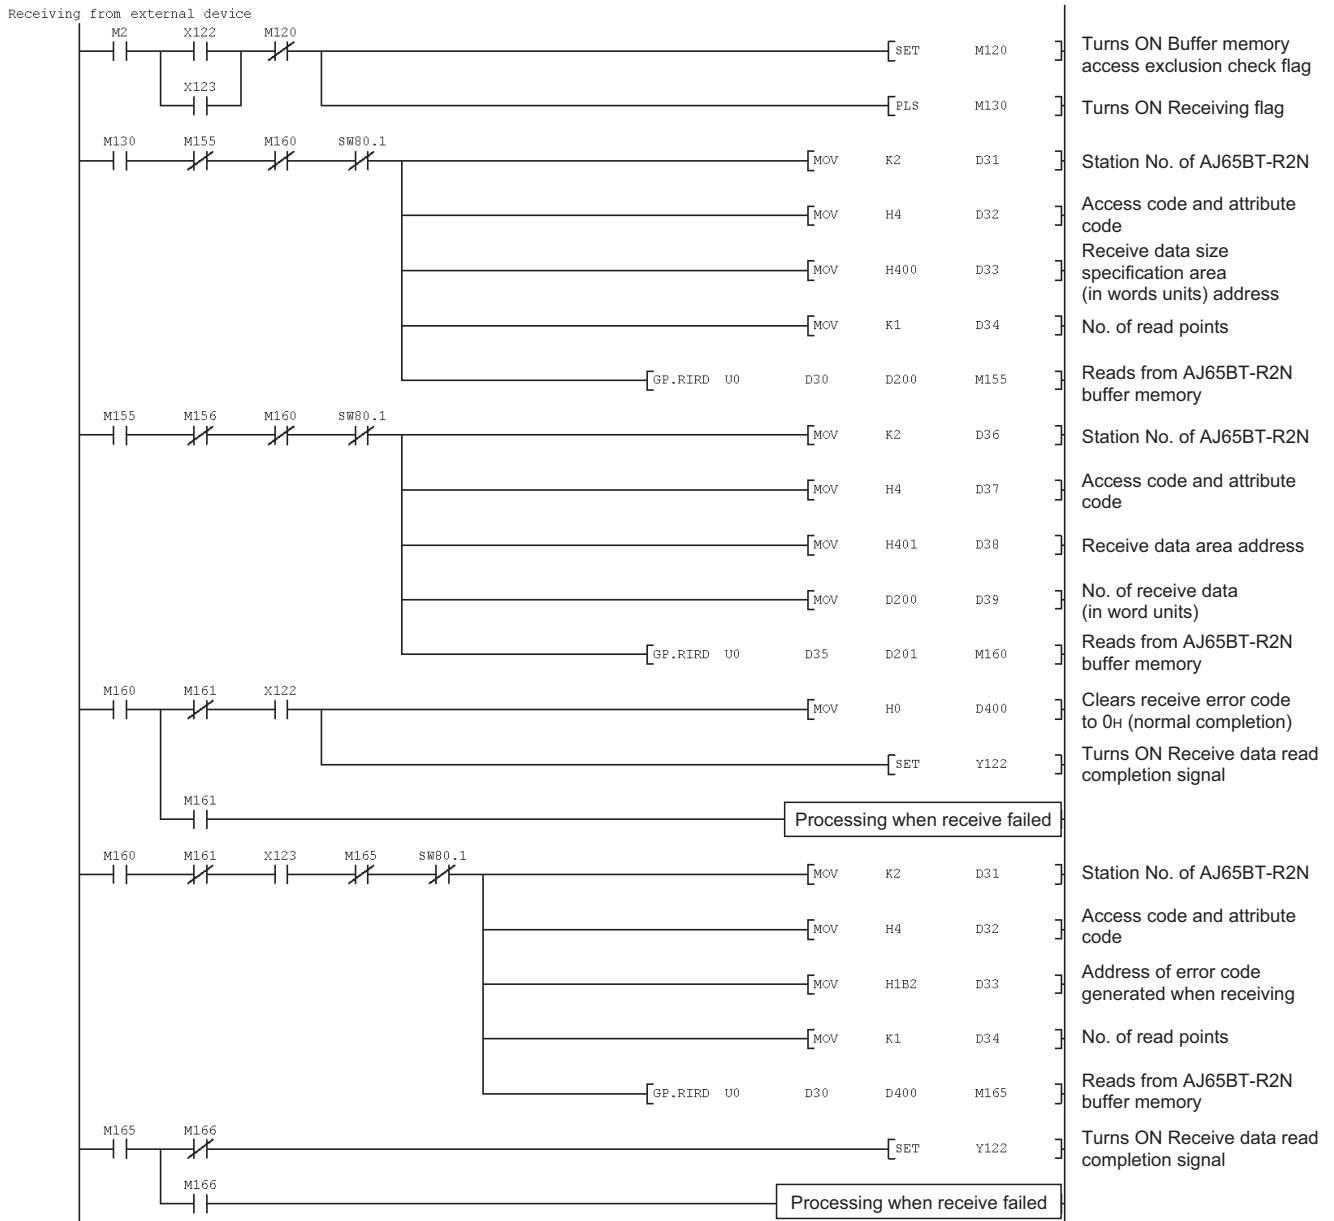 Receiving from external device
M2 X122 M120
SET M120
Turns ON Buffer memory
access exclusion check flag
X123
PLS M130
Turns ON Receiving flag
M130 M155 M160 SW80.1
MOV K2 D31
Station No. of AJ65BT-R2N
MOV H4 D32
Access code and attribute
code
MOV H400 D33
Receive data size
specification area
(in words units) address
MOV K1 D34
No. of read points
GP.RIRD U0 D30 D200 M155
Reads from AJ65BT-R2N
buffer memory
M155 M156 M160 SW80.1
MOV K2 D36
Station No. of AJ65BT-R2N
MOV H4 D37
Access code and attribute
code
MOV H401 D38
Receive data area address
MOV D200 D39
No. of receive data
(in word units)
GP.RIRD U0 D35 D201 M160
Reads from AJ65BT-R2N
buffer memory
M160 M161 X122
MOV H0 D400
Clears receive error code
to 0H (normal completion)
SET Y122
Turns ON Receive data read
completion signal
M161
Processing when receive failed
M160 M161 X123 M165 SW80.1
MOV K2 D31
Station No. of AJ65BT-R2N
MOV H4 D32
Access code and attribute
code
MOV H1B2 D33
Address of error code
generated when receiving
MOV K1 D34
No. of read points
GP.RIRD U0 D30 D400 M165
Reads from AJ65BT-R2N
buffer memory
M165 M166
SET Y122
Turns ON Receive data read
completion signal
M166
Processing when receive failed